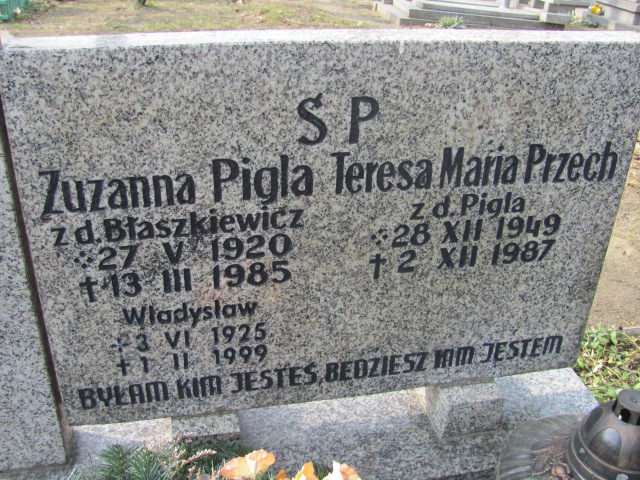 Ś P
Zuzanna Pigla
z d. Błaszkiewicz
* 27 V 1920
† 13 III 1985
Władysław
* 3 VI 1925
† 1 II 1999
Teresa Maria Przech
z d. Pigla
* 28 XII 1949
† 2 XII 1987
BYŁAM KIM JESTEŚ, BĘDZIESZ KIM JESTEM